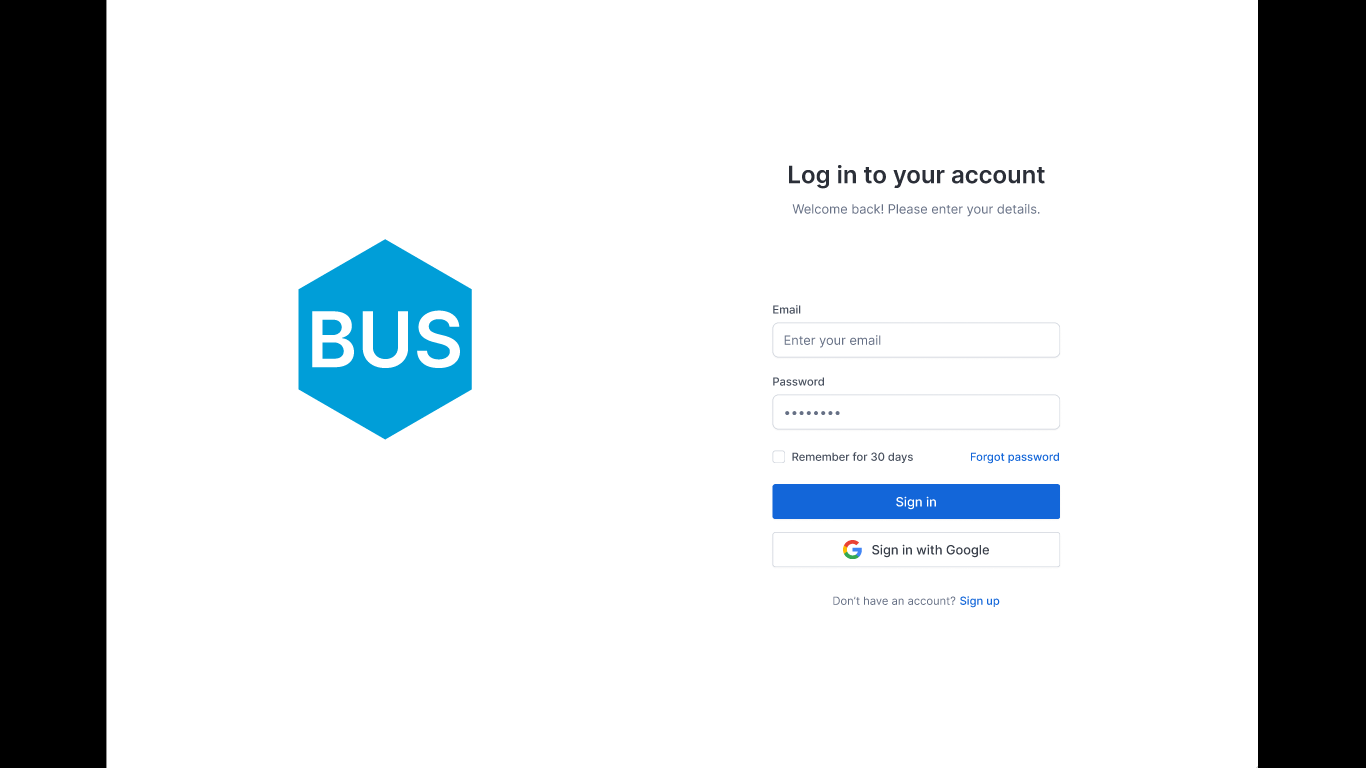 BUS
Log in to your account
Welcome back! Please enter your details.
Email
Enter your email
Password
••••••••
Remember for 30 days
Forgot password
Sign in
Sign in with Google
Don't have an account? Sign up